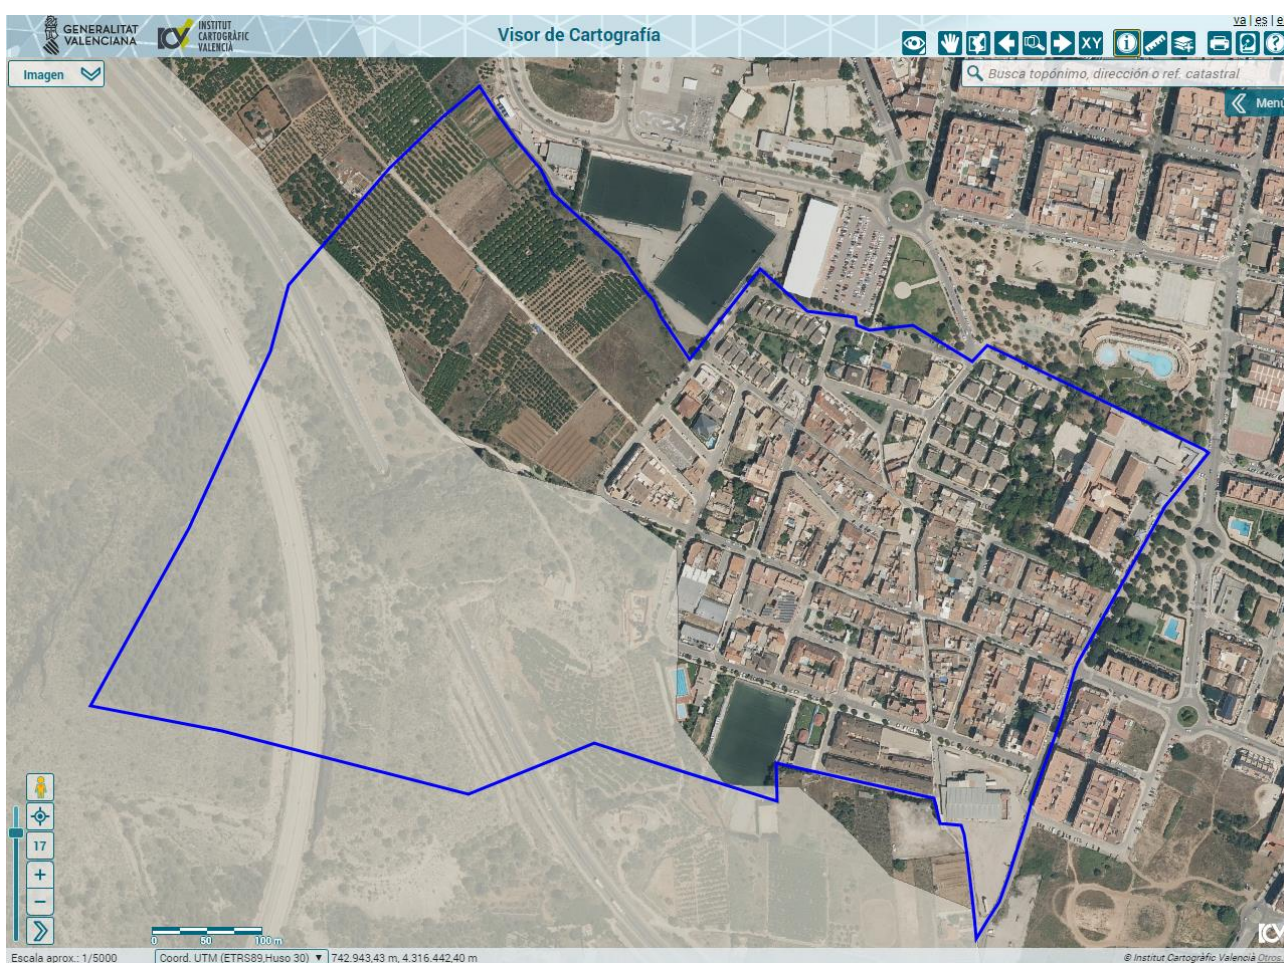 GENERALITAT
VALENCIANA
INSTITUT
CARTOGRÀFIC
VALENCIÀ
Visor de Cartografía
va | es | e
XY
Imagen
Busca topónimo, dirección o ref. catastral
Menú
17
0 50 100 m
Escala aprox.: 1/5000
Coord. UTM (ETRS89,Huso 30) ▼ 742.943,43 m, 4.316.442,40 m
© Institut Cartogràfic Valencià Otros